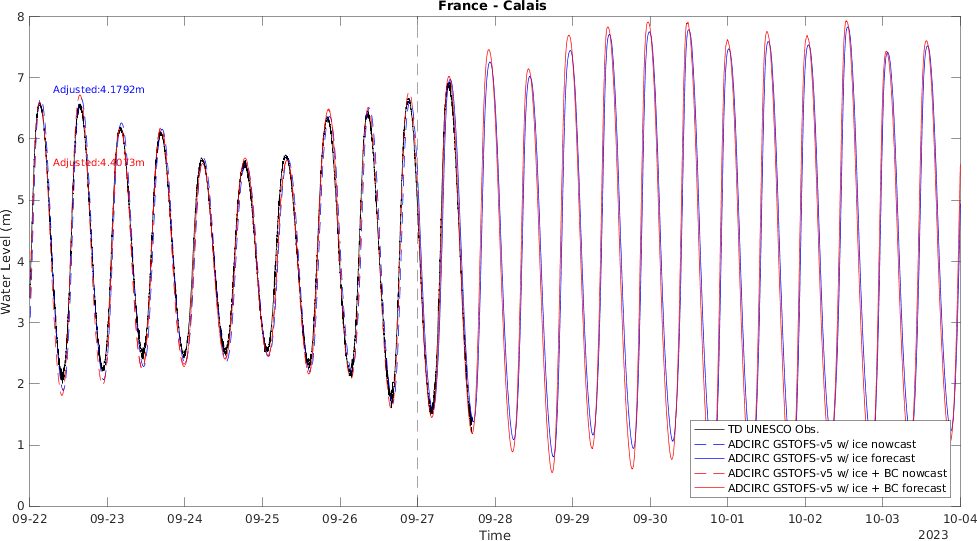 France - Calais
8
7
6
5
4
3
2
1
0
Water Level (m)
Adjusted:4.1792m
Adjusted:4.4073m
TD UNESCO Obs.
ADCIRC GSTOFS-v5 w/ ice nowcast
ADCIRC GSTOFS-v5 w/ ice forecast
ADCIRC GSTOFS-v5 w/ ice + BC nowcast
ADCIRC GSTOFS-v5 w/ ice + BC forecast
09-22 09-23 09-24 09-25 09-26 09-27 09-28 09-29 09-30 10-01 10-02 10-03 10-04
Time 2023